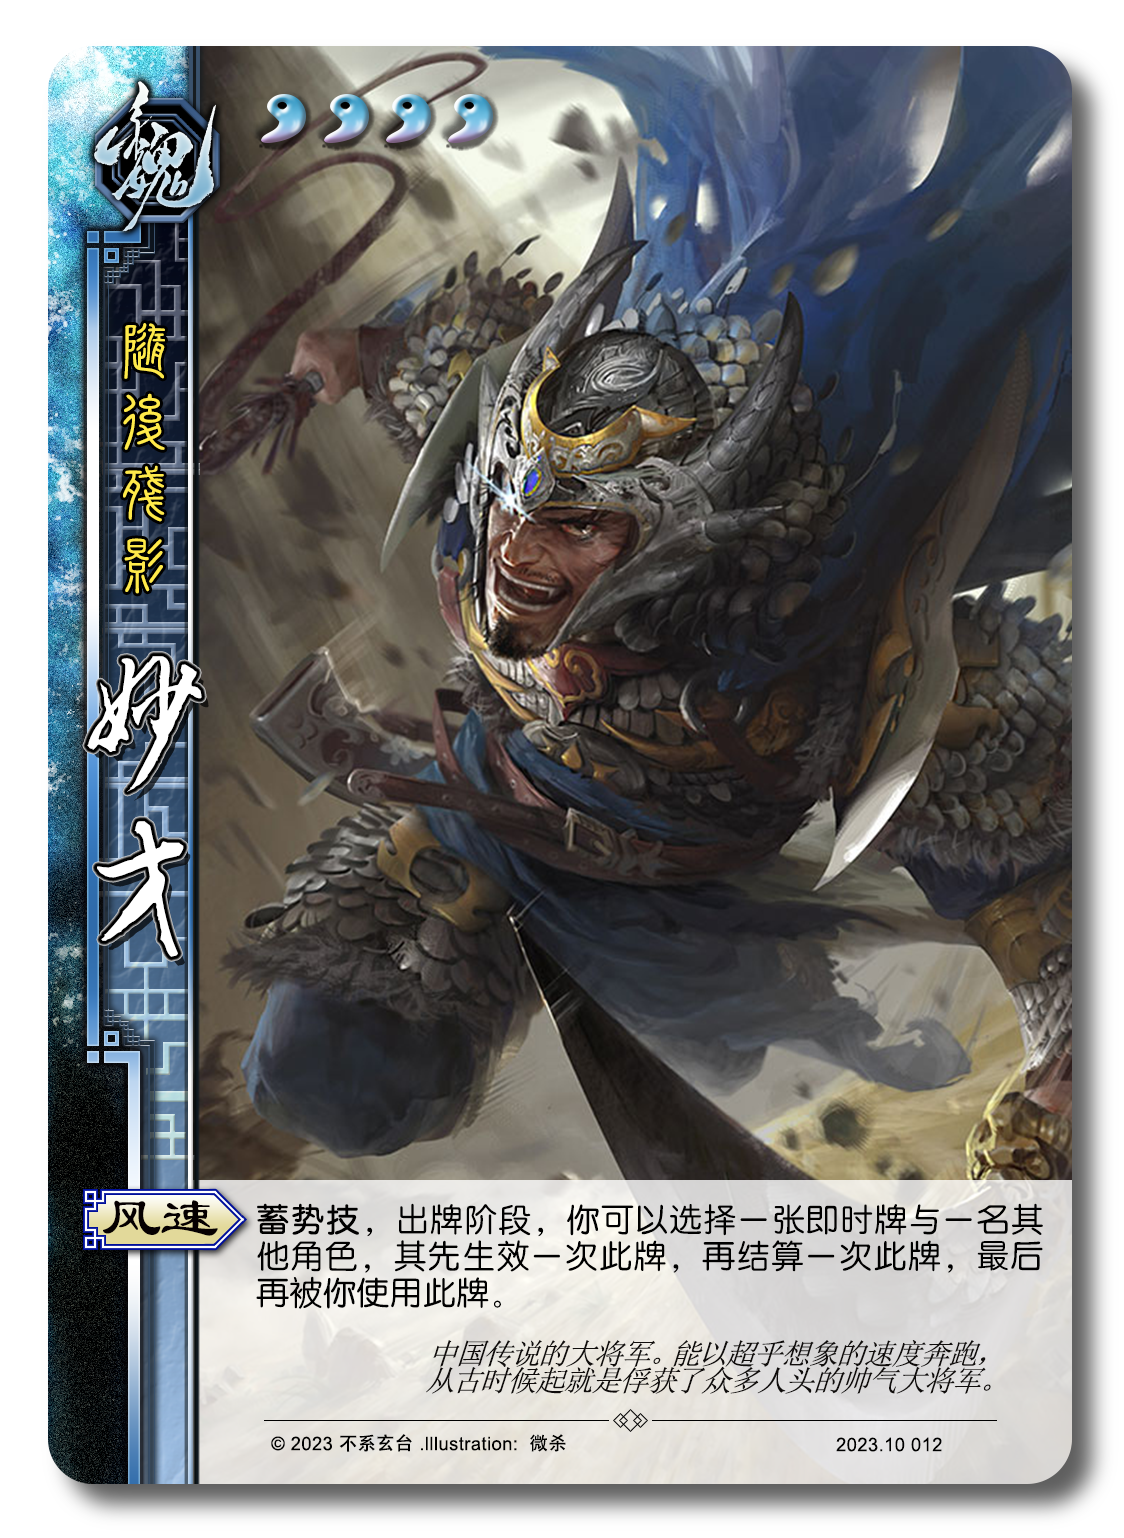 魏
隨後殘影
妙才
风速
蓄势技，出牌阶段，你可以选择一张即时牌与一名其
他角色，其先生效一次此牌，再结算一次此牌，最后
再被你使用此牌。
中国传说的大将军。能以超乎想象的速度奔跑，
从古时候起就是俘获了众多人头的帅气大将军。
© 2023 不系玄台 .Illustration: 微杀
2023.10 012